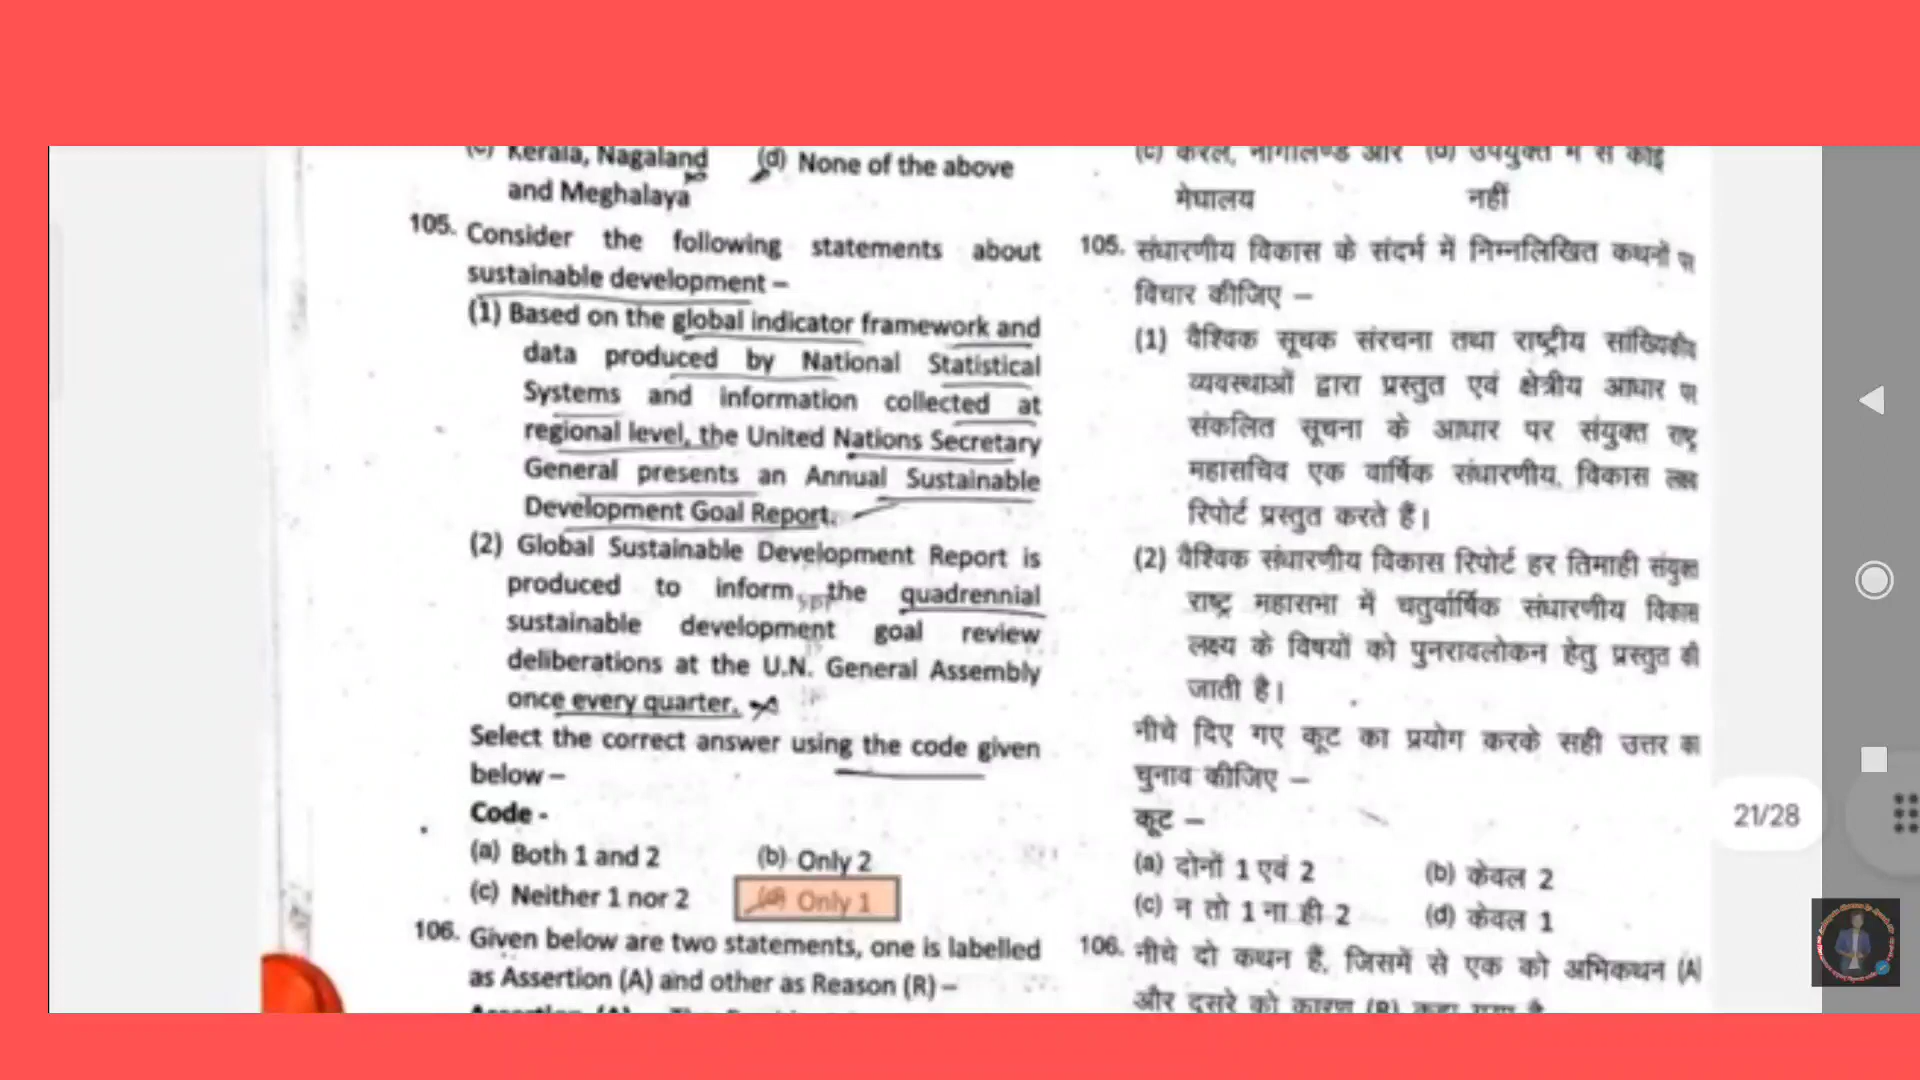 (c) Kerala, Nagaland (d) None of the above
and Meghalaya
105. Consider the following statements about
sustainable development –
(1) Based on the global indicator framework and
data produced by National Statistical
Systems and information collected at
regional level, the United Nations Secretary
General presents an Annual Sustainable
Development Goal Report.
(2) Global Sustainable Development Report is
produced to inform the quadrennial
sustainable development goal review
deliberations at the U.N. General Assembly
once every quarter.
Select the correct answer using the code given
below –
Code -
(a) Both 1 and 2 (b) Only 2
(c) Neither 1 nor 2 (d) Only 1
106. Given below are two statements, one is labelled
as Assertion (A) and other as Reason (R) –
(c) केरल, नागालैण्ड और (d) उपर्युक्त में से कोई
मेघालय नहीं
105. संधारणीय विकास के संदर्भ में निम्नलिखित कथनों पर
विचार कीजिए –
(1) वैश्विक सूचक संरचना तथा राष्ट्रीय सांख्यिकीय
व्यवस्थाओं द्वारा प्रस्तुत एवं क्षेत्रीय आधार पर
संकलित सूचना के आधार पर संयुक्त राष्ट्र
महासचिव एक वार्षिक संधारणीय विकास लक्ष्य
रिपोर्ट प्रस्तुत करते हैं।
(2) वैश्विक संधारणीय विकास रिपोर्ट हर तिमाही संयुक्त
राष्ट्र महासभा में चतुर्वार्षिक संधारणीय विकास
लक्ष्य के विषयों को पुनरावलोकन हेतु प्रस्तुत की
जाती है।
नीचे दिए गए कूट का प्रयोग करके सही उत्तर का
चुनाव कीजिए –
कूट –
(a) दोनों 1 एवं 2 (b) केवल 2
(c) न तो 1 ना ही 2 (d) केवल 1
106. नीचे दो कथन हैं, जिसमें से एक को अभिकथन (A)
और दूसरे को कारण (R) कहा गया है
21/28